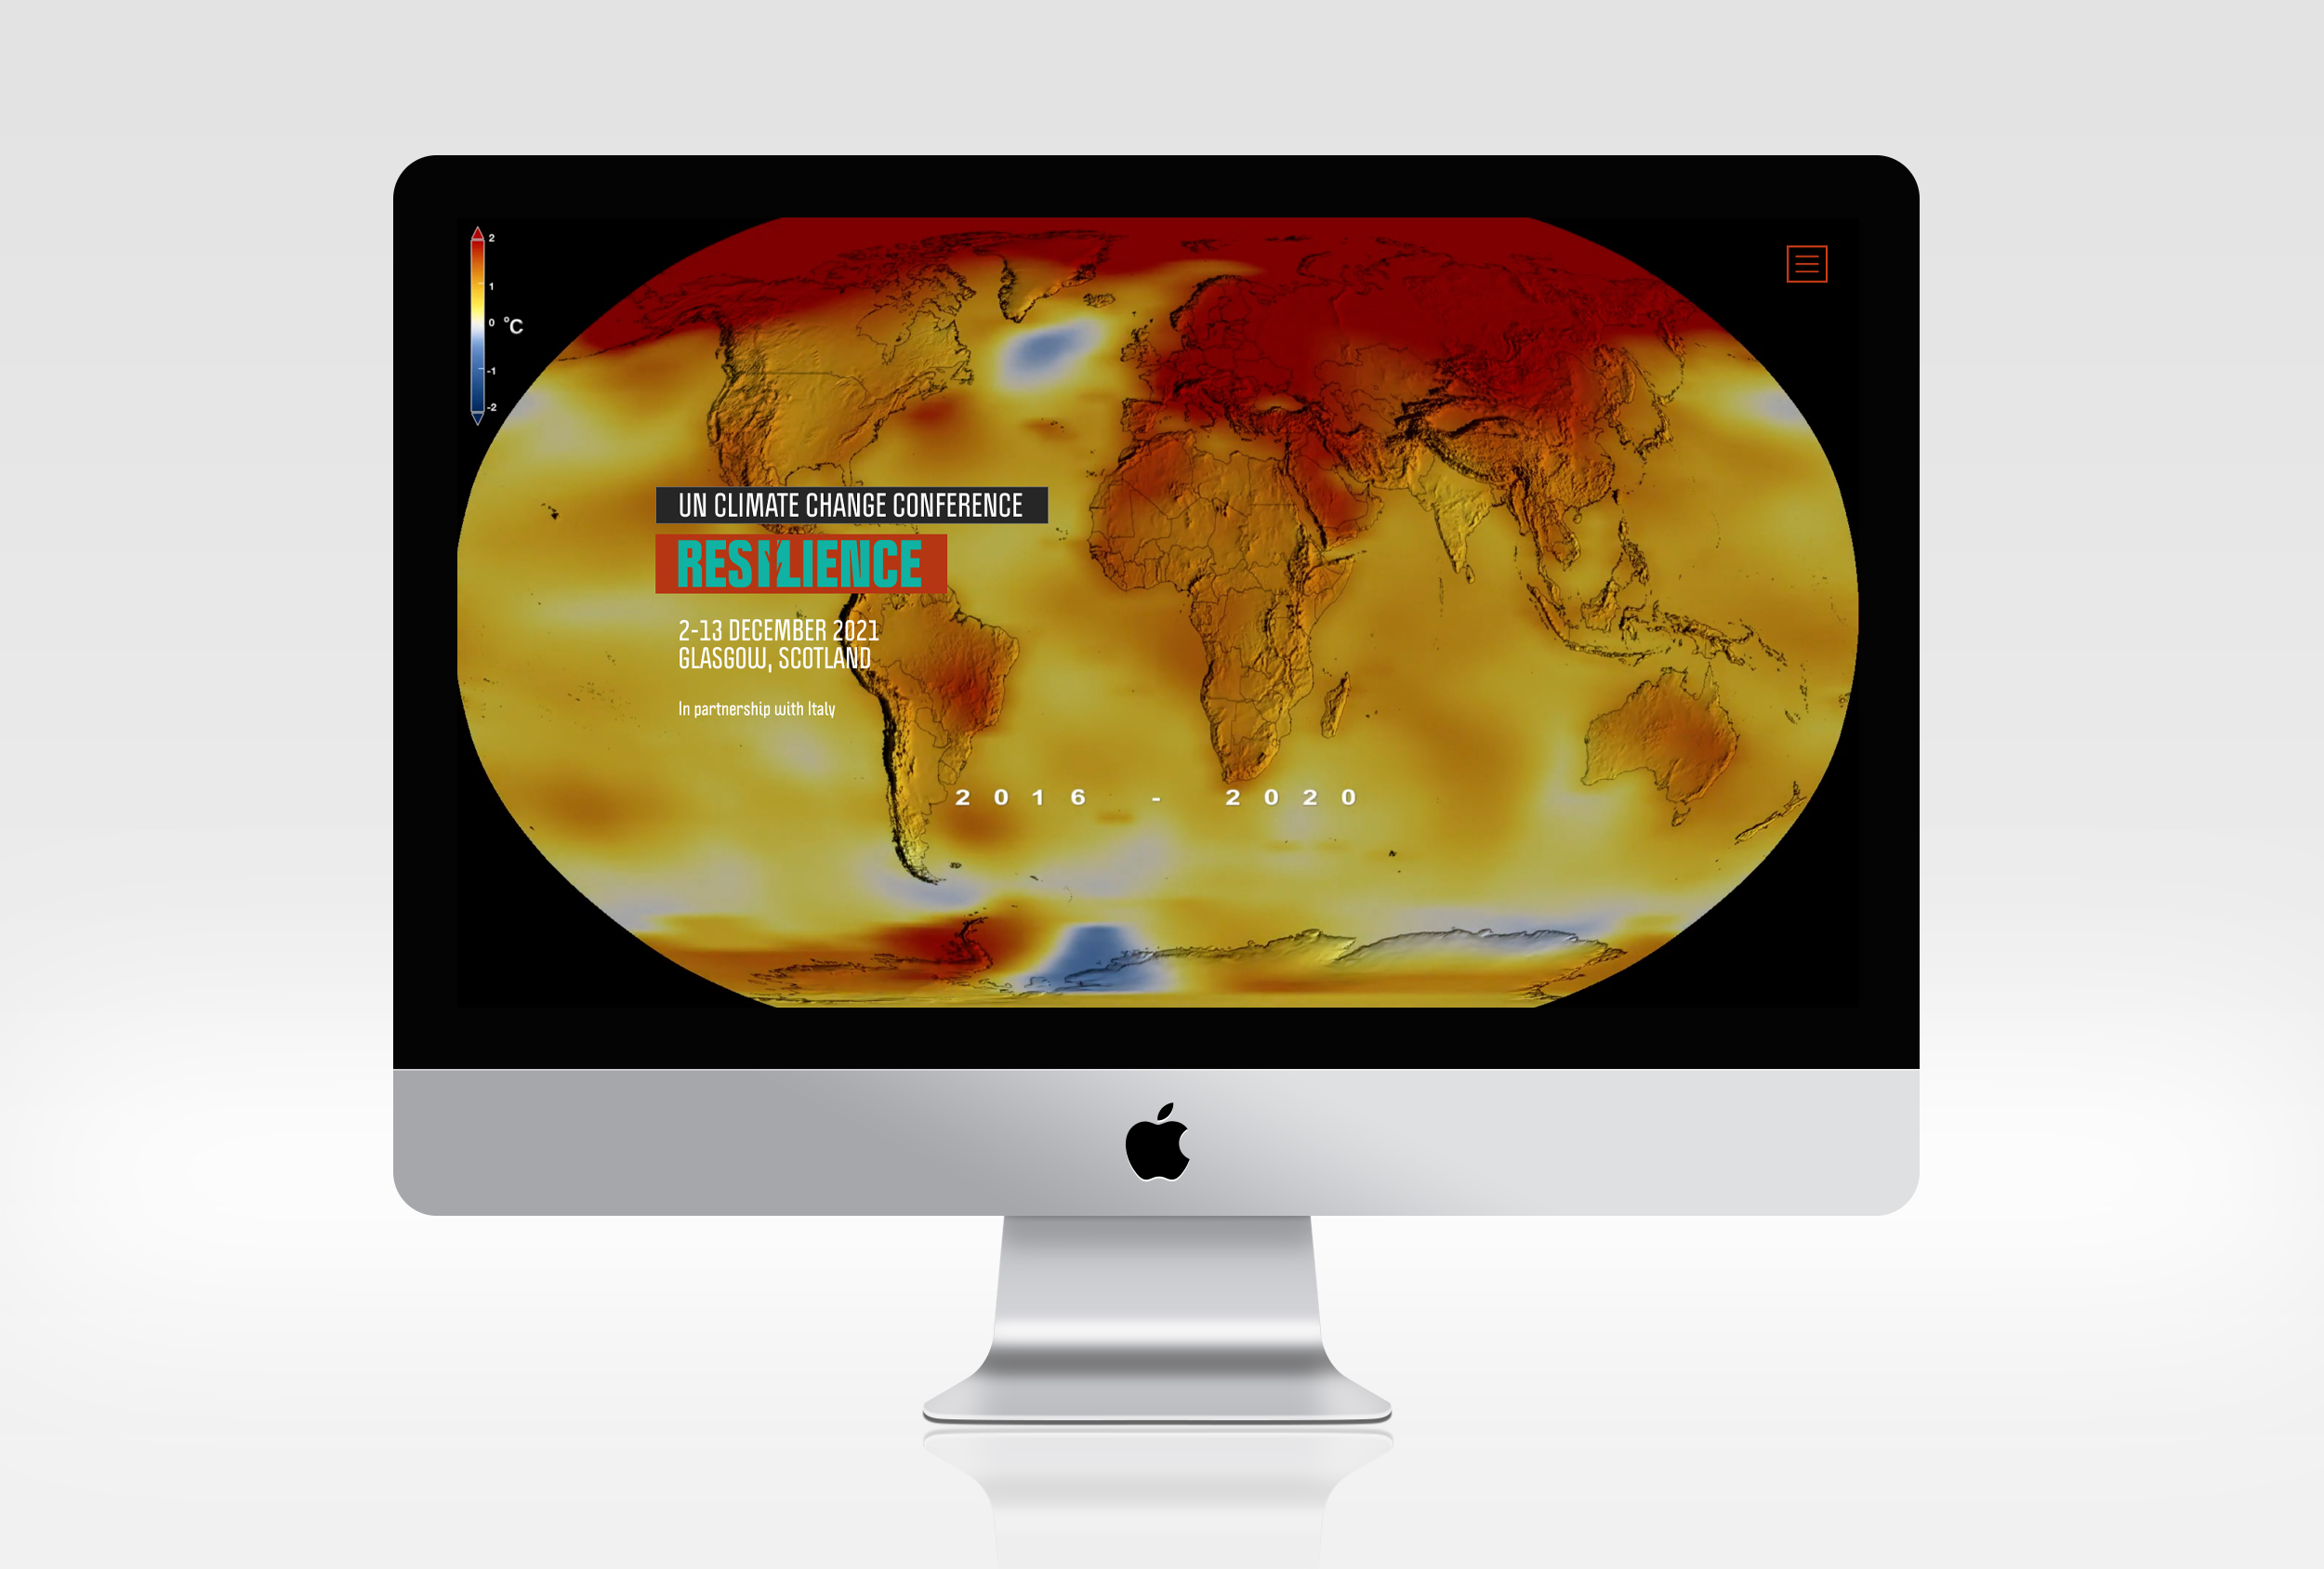 2
1
0 °C
-1
-2
UN CLIMATE CHANGE CONFERENCE
RESILIENCE
2-13 DECEMBER 2021
GLASGOW, SCOTLAND
In partnership with Italy
2016 - 2020